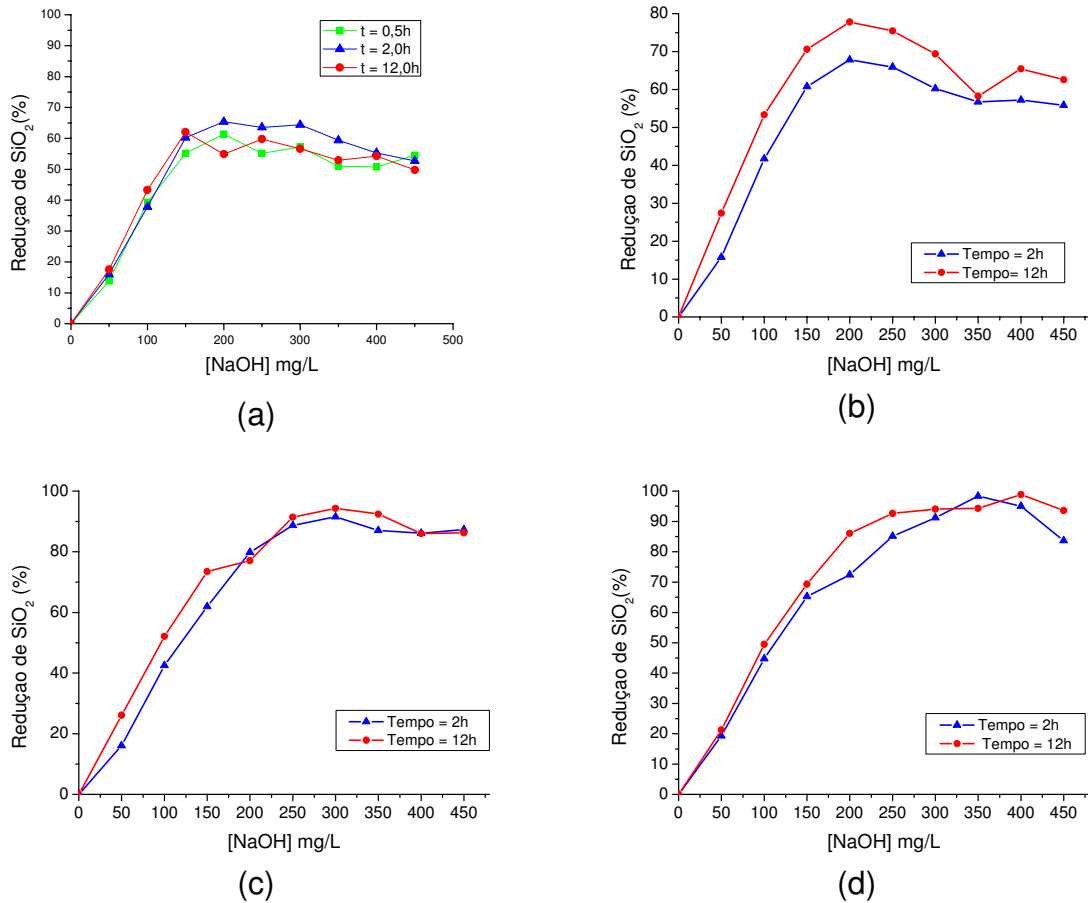 100
90
80
70
60
50
40
30
20
10
0
Reduçao de SiO2(%)
t = 0,5h
t = 2,0h
t = 12,0h
0 100 200 300 400 500
[NaOH] mg/L
(a)
80
70
60
50
40
30
20
10
0
Reduçao de SiO2 (%)
Tempo = 2h
Tempo= 12h
0 50 100 150 200 250 300 350 400 450
[NaOH] mg/L
(b)
100
80
60
40
20
0
Reduçao de SiO2 (%)
Tempo = 2h
Tempo = 12h
0 50 100 150 200 250 300 350 400 450
[NaOH] mg/L
(c)
100
90
80
70
60
50
40
30
20
10
0
Reduçao de SiO2(%)
Tempo = 2h
Tempo = 12h
0 50 100 150 200 250 300 350 400 450
[NaOH] mg/L
(d)